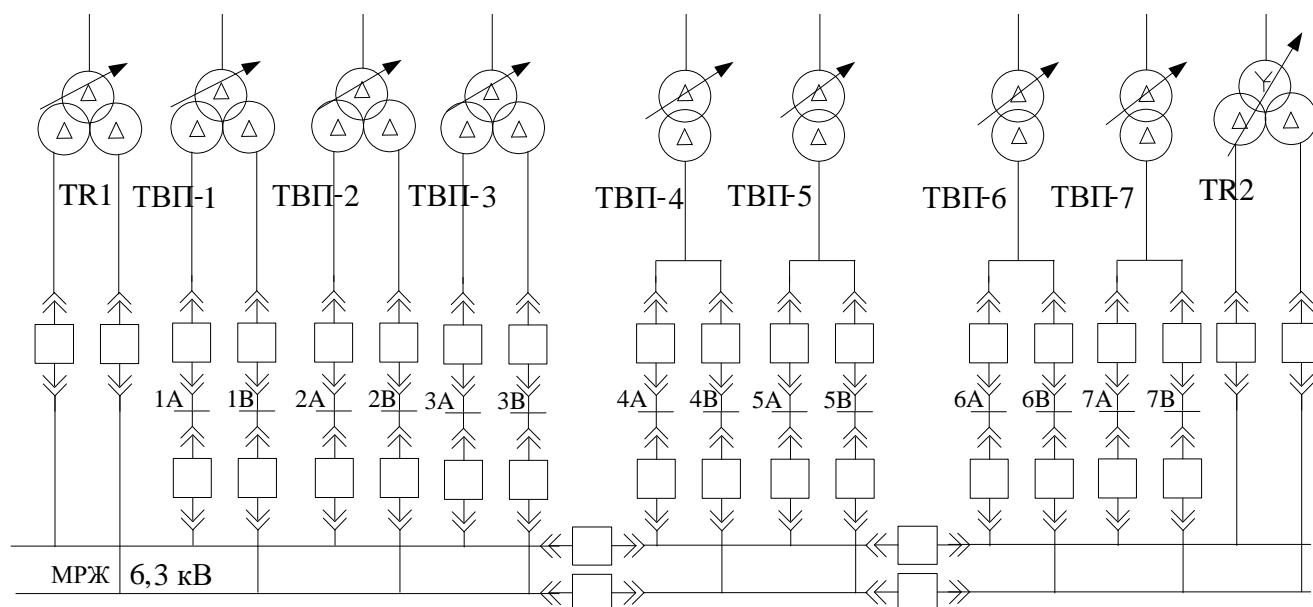 TR1
ТВП-1
ТВП-2
ТВП-3
ТВП-4
ТВП-5
ТВП-6
ТВП-7
TR2
1А
1В
2А
2В
3А
3В
4А
4В
5А
5В
6А
6В
7А
7В
МРЖ 6,3 кВ